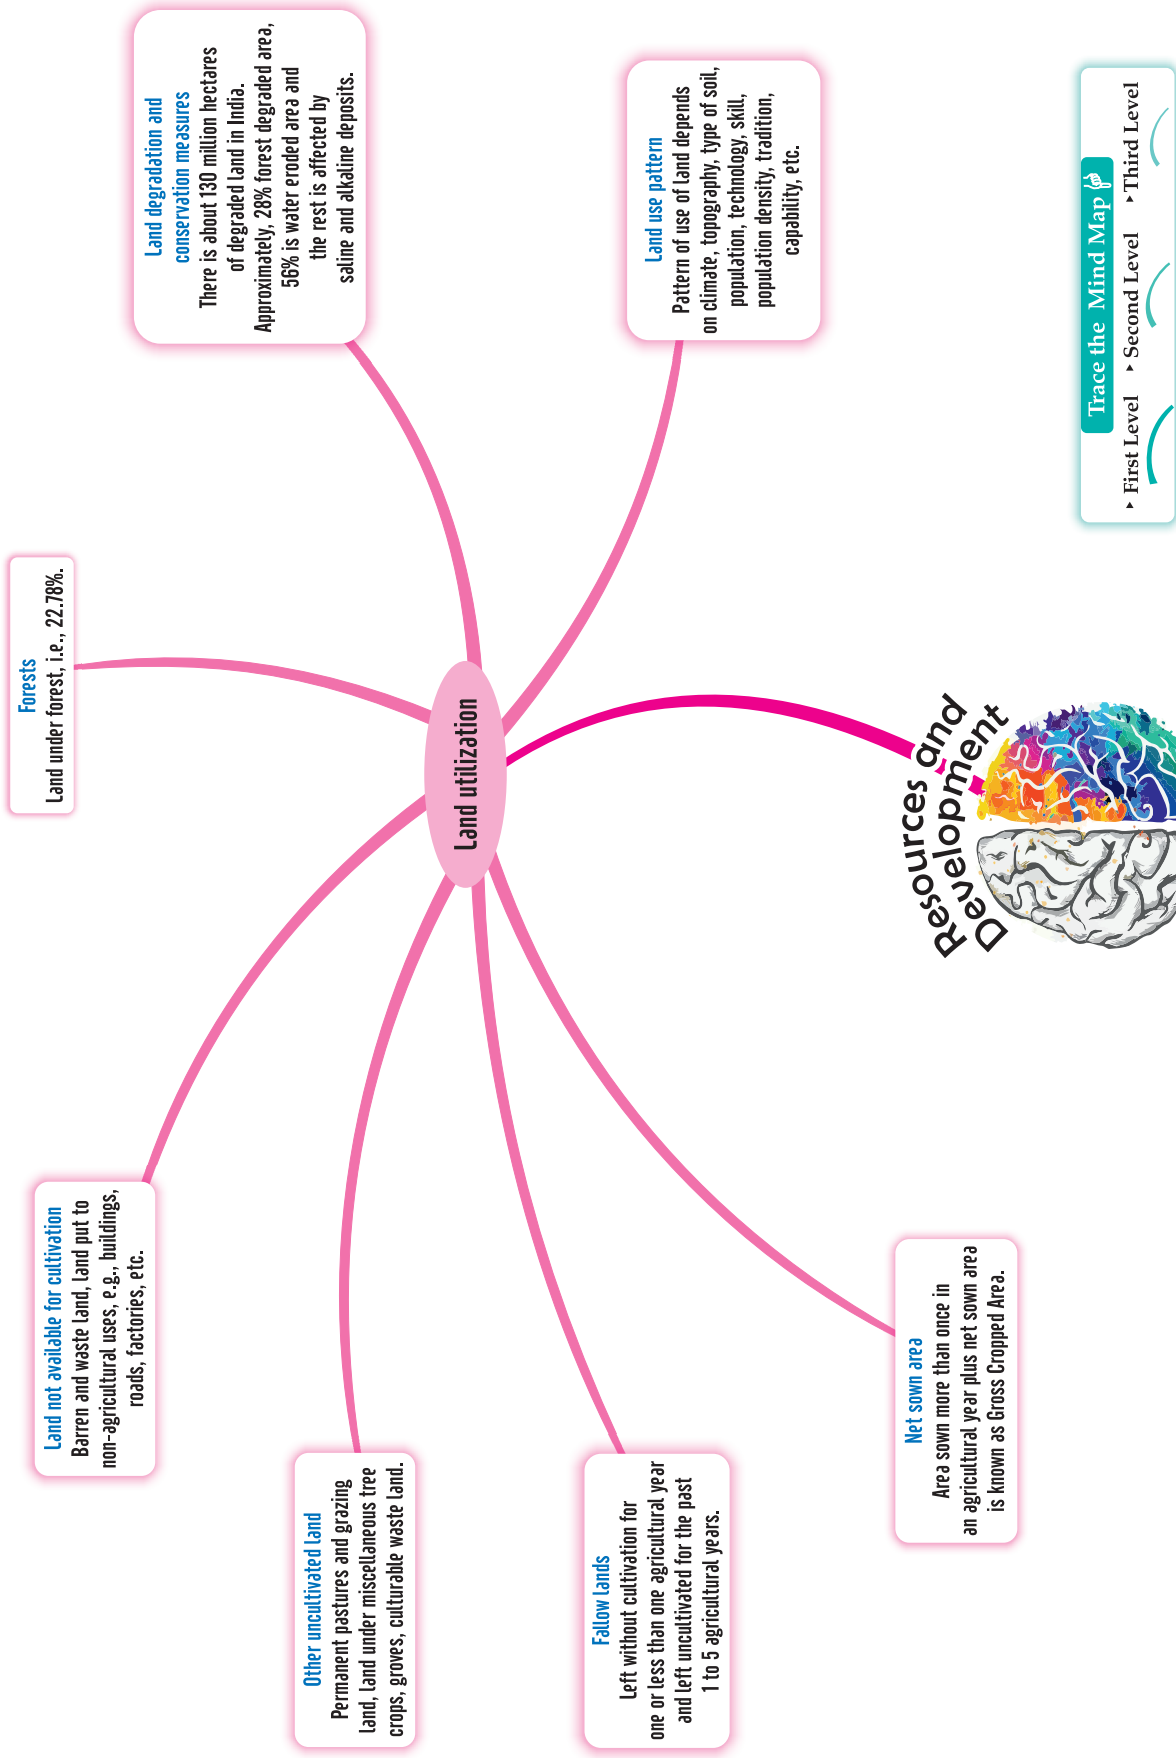 Land degradation and
conservation measures
There is about 130 million hectares
of degraded land in India.
Approximately, 28% forest degraded area,
56% is water eroded area and
the rest is affected by
saline and alkaline deposits.
Land use pattern
Pattern of use of land depends
on climate, topography, type of soil,
population, technology, skill,
population density, tradition,
capability, etc.
Trace the Mind Map
First Level
Second Level
Third Level
Forests
Land under forest, i.e., 22.78%.
Land utilization
Resources and
Development
Land not available for cultivation
Barren and waste land, land put to
non-agricultural uses, e.g., buildings,
roads, factories, etc.
Other uncultivated land
Permanent pastures and grazing
land, land under miscellaneous tree
crops, groves, culturable waste land.
Fallow lands
Left without cultivation for
one or less than one agricultural year
and left uncultivated for the past
1 to 5 agricultural years.
Net sown area
Area sown more than once in
an agricultural year plus net sown area
is known as Gross Cropped Area.